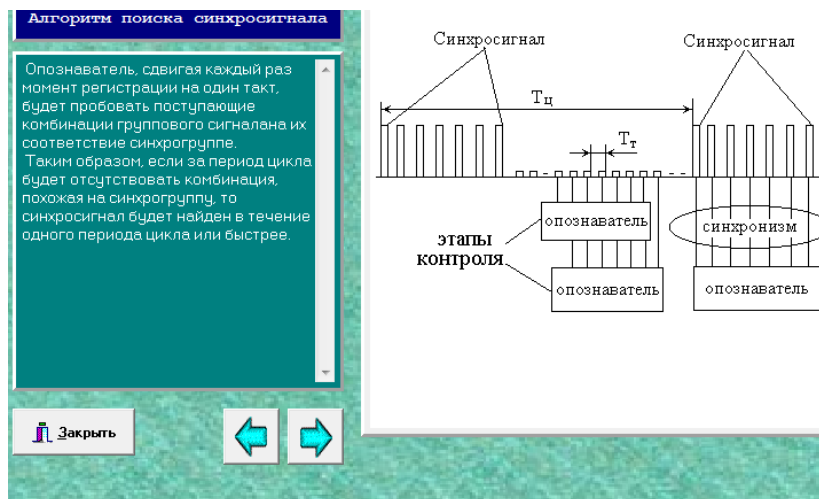 Алгоритм поиска синхросигнала
Опознаватель, сдвигая каждый раз
момент регистрации на один такт,
будет пробовать поступающие
комбинации группового сигналана их
соответствие синхрогруппе.
Таким образом, если за период цикла
будет отсутствовать комбинация,
похожая на синхрогруппу, то
синхросигнал будет найден в течение
одного периода цикла или быстрее.
Закрыть
Синхросигнал
Синхросигнал
Тц
Тт
опознаватель
синхронизм
этапы
контроля
опознаватель
опознаватель